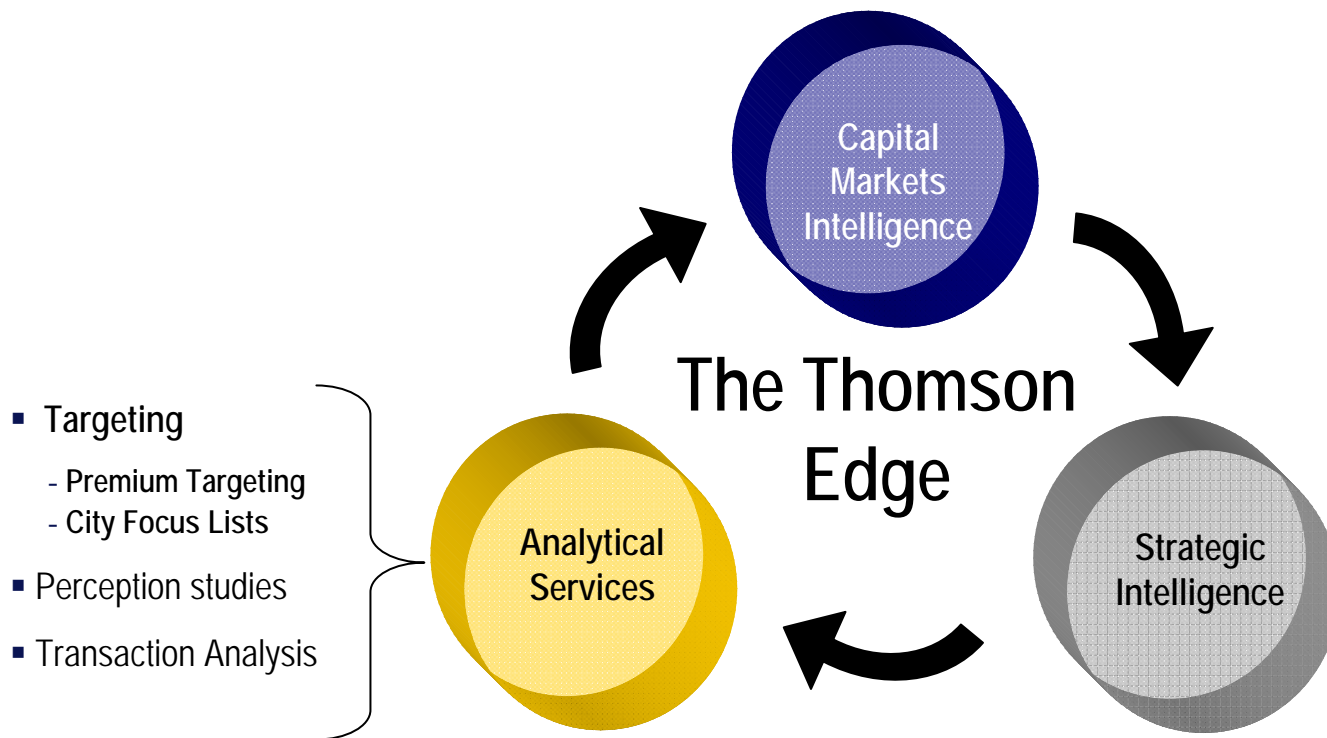 Capital
Markets
Intelligence
The Thomson
Edge
▪ Targeting
- Premium Targeting
- City Focus Lists
▪ Perception studies
▪ Transaction Analysis
Analytical
Services
Strategic
Intelligence